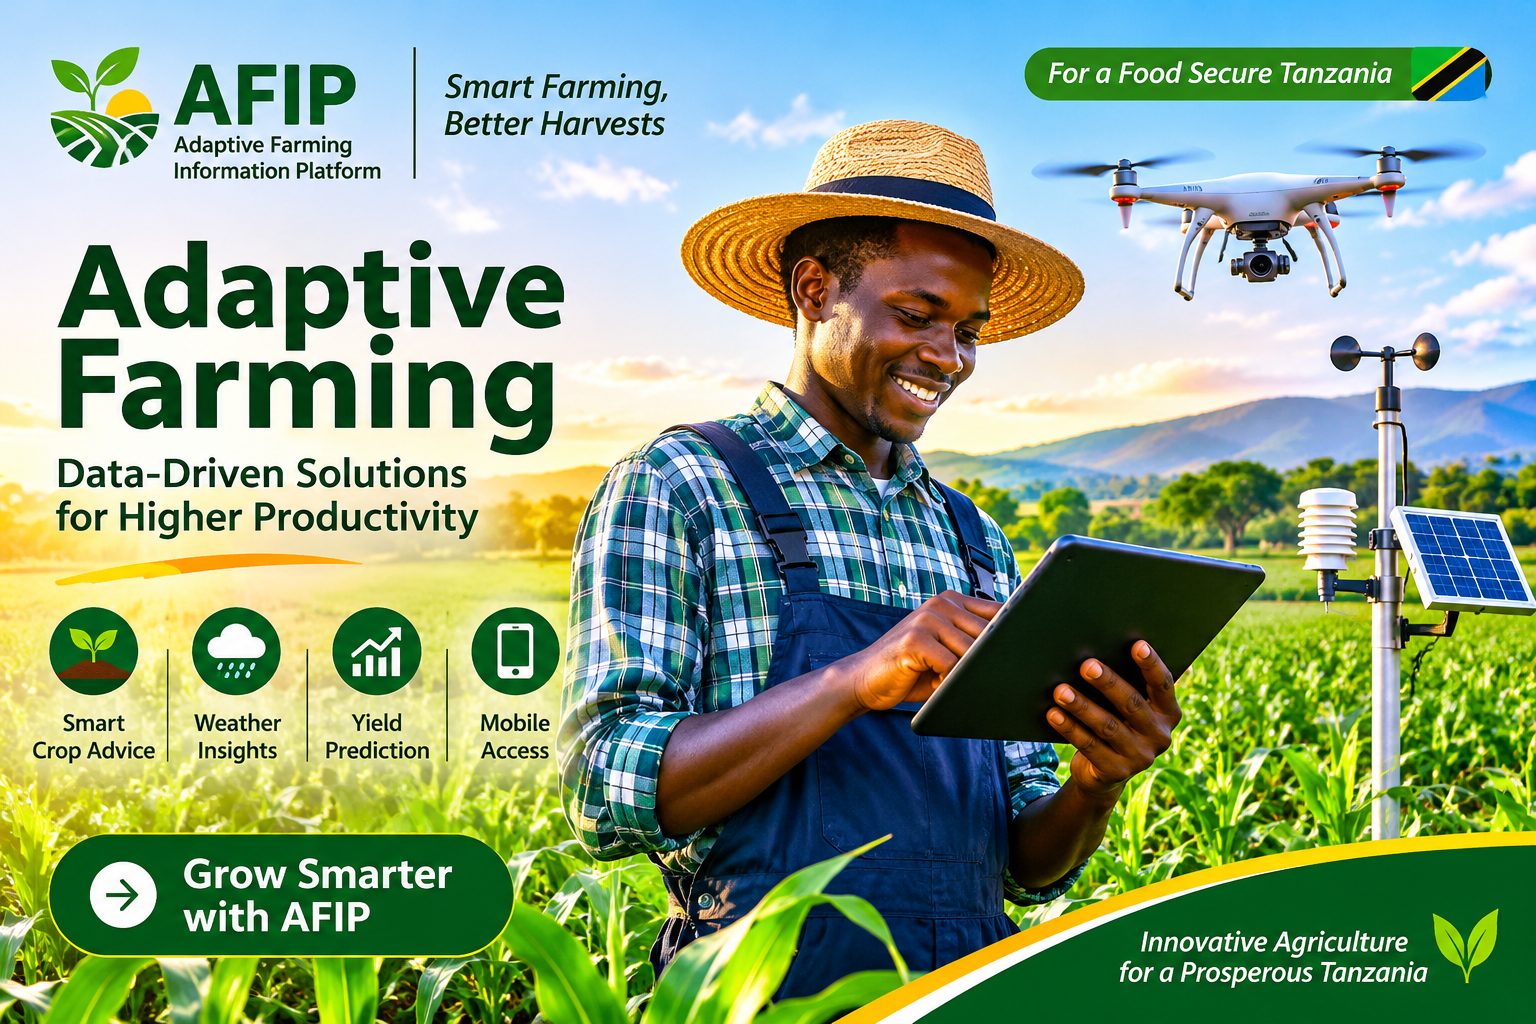 AFIP
Adaptive Farming
Information Platform
Smart Farming,
Better Harvests
For a Food Secure Tanzania
Adaptive
Farming
Data-Driven Solutions
for Higher Productivity
Smart
Crop Advice
Weather
Insights
Yield
Prediction
Mobile
Access
Grow Smarter
with AFIP
Innovative Agriculture
for a Prosperous Tanzania